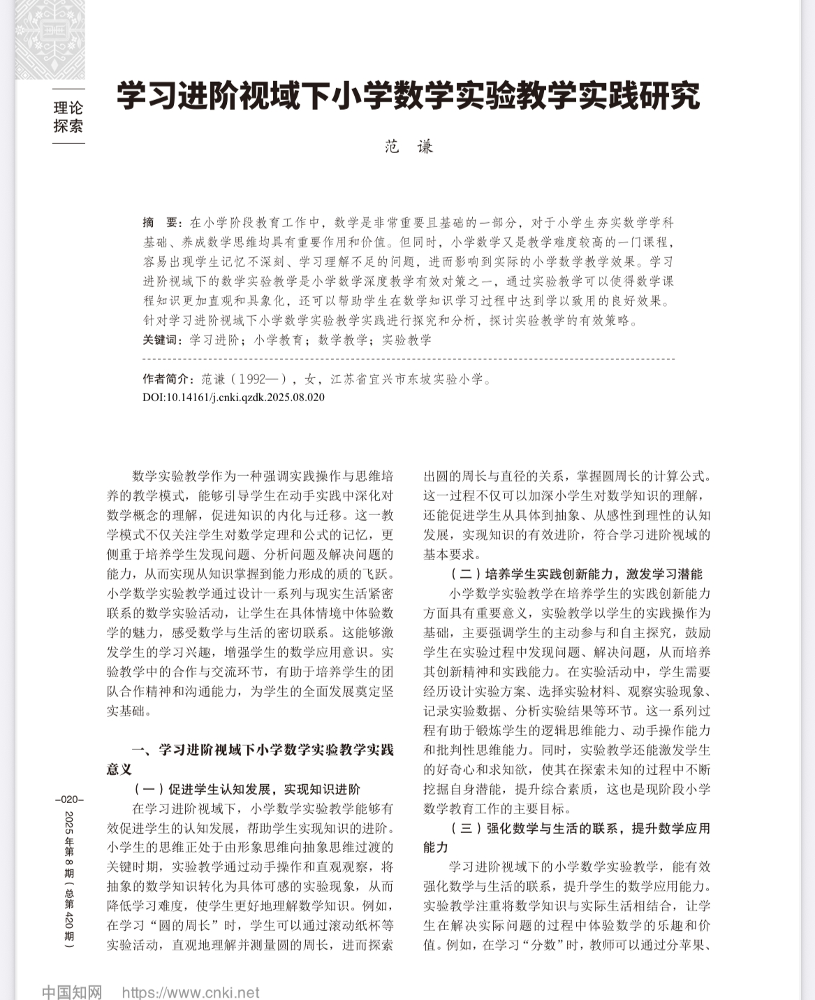 理论
探索
学习进阶视域下小学数学实验教学实践研究
范 谦
摘 要：在小学阶段教育工作中，数学是非常重要且基础的一部分，对于小学生夯实数学学科
基础、养成数学思维均具有重要作用和价值。但同时，小学数学又是教学难度较高的一门课程，
容易出现学生记忆不深刻、学习理解不足的问题，进而影响到实际的小学数学教学效果。学习
进阶视域下的数学实验教学是小学数学深度教学有效对策之一，通过实验教学可以使得数学课
程知识更加直观和具象化，还可以帮助学生在数学知识学习过程中达到学以致用的良好效果。
针对学习进阶视域下小学数学实验教学实践进行探究和分析，探讨实验教学的有效策略。
关键词：学习进阶；小学教育；数学教学；实验教学
作者简介：范谦（1992—），女，江苏省宜兴市东坡实验小学。
DOI:10.14161/j.cnki.qzdk.2025.08.020
数学实验教学作为一种强调实践操作与思维培
养的教学模式，能够引导学生在动手实践中深化对
数学概念的理解，促进知识的内化与迁移。这一教
学模式不仅关注学生对数学定理和公式的记忆，更
侧重于培养学生发现问题、分析问题及解决问题的
能力，从而实现从知识掌握到能力形成的质的飞跃。
小学数学实验教学通过设计一系列与现实生活紧密
联系的数学实验活动，让学生在具体情境中体验数
学的魅力，感受数学与生活的密切联系。这能够激
发学生的学习兴趣，增强学生的数学应用意识。实
验教学中的合作与交流环节，有助于培养学生的团
队合作精神和沟通能力，为学生的全面发展奠定坚
实基础。
一、学习进阶视域下小学数学实验教学实践
意义
（一）促进学生认知发展，实现知识进阶
在学习进阶视域下，小学数学实验教学能够有
效促进学生的认知发展，帮助学生实现知识的进阶。
小学生的思维正处于由形象思维向抽象思维过渡的
关键时期，实验教学通过动手操作和直观观察，将
抽象的数学知识转化为具体可感的实验现象，从而
降低学习难度，使学生更好地理解数学知识。例如，
在学习“圆的周长”时，学生可以通过滚动纸杯等
实验活动，直观地理解并测量圆的周长，进而探索
出圆的周长与直径的关系，掌握圆周长的计算公式。
这一过程不仅可以加深小学生对数学知识的理解，
还能促进学生从具体到抽象、从感性到理性的认知
发展，实现知识的有效进阶，符合学习进阶视域的
基本要求。
（二）培养学生实践创新能力，激发学习潜能
小学数学实验教学在培养学生的实践创新能力
方面具有重要意义，实验教学以学生的实践操作为
基础，主要强调学生的主动参与和自主探究，鼓励
学生在实验过程中发现问题、解决问题，从而培养
其创新精神和实践能力。在实验活动中，学生需要
经历设计实验方案、选择实验材料、观察实验现象、
记录实验数据、分析实验结果等环节。这一系列过
程有助于锻炼学生的逻辑思维能力、动手操作能力
和批判性思维能力。同时，实验教学还能激发学生
的好奇心和求知欲，使其在探索未知的过程中不断
挖掘自身潜能，提升综合素质，这也是现阶段小学
数学教育工作的主要目标。
（三）强化数学与生活的联系，提升数学应用
能力
学习进阶视域下的小学数学实验教学，能有效
强化数学与生活的联系，提升学生的数学应用能力。
实验教学注重将数学知识与实际生活相结合，让学
生在解决实际问题的过程中体验数学的乐趣和价
值。例如，在学习“分数”时，教师可以通过分苹果、
–020–
2025年第8期（总第420期）
中国知网 https://www.cnki.net